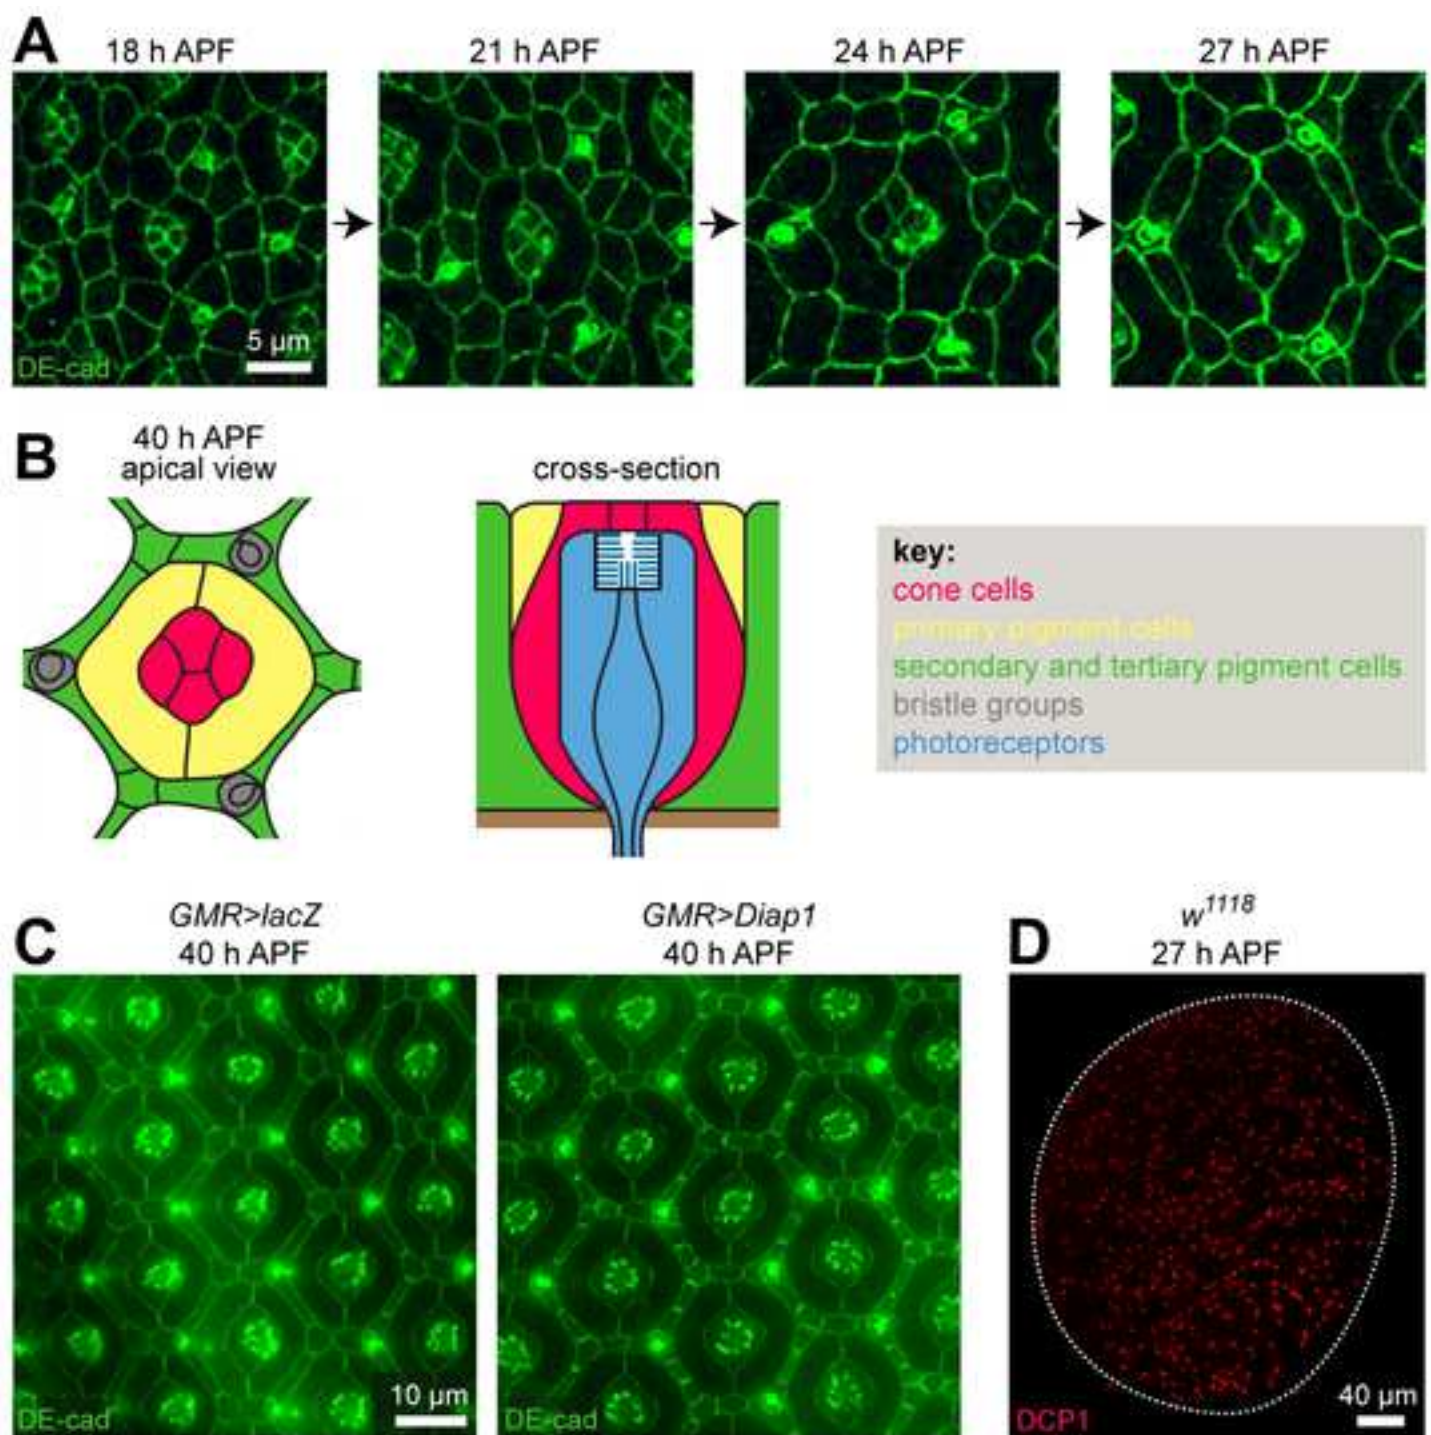 A
18 h APF
21 h APF
24 h APF
27 h APF
5 µm
DE-cad
B
40 h APF
apical view
cross-section
key:
cone cells
primary pigment cells
secondary and tertiary pigment cells
bristle groups
photoreceptors
C
GMR>lacZ
40 h APF
GMR>Diap1
40 h APF
D
w1118
27 h APF
10 µm
DE-cad
DE-cad
40 µm
DCP1